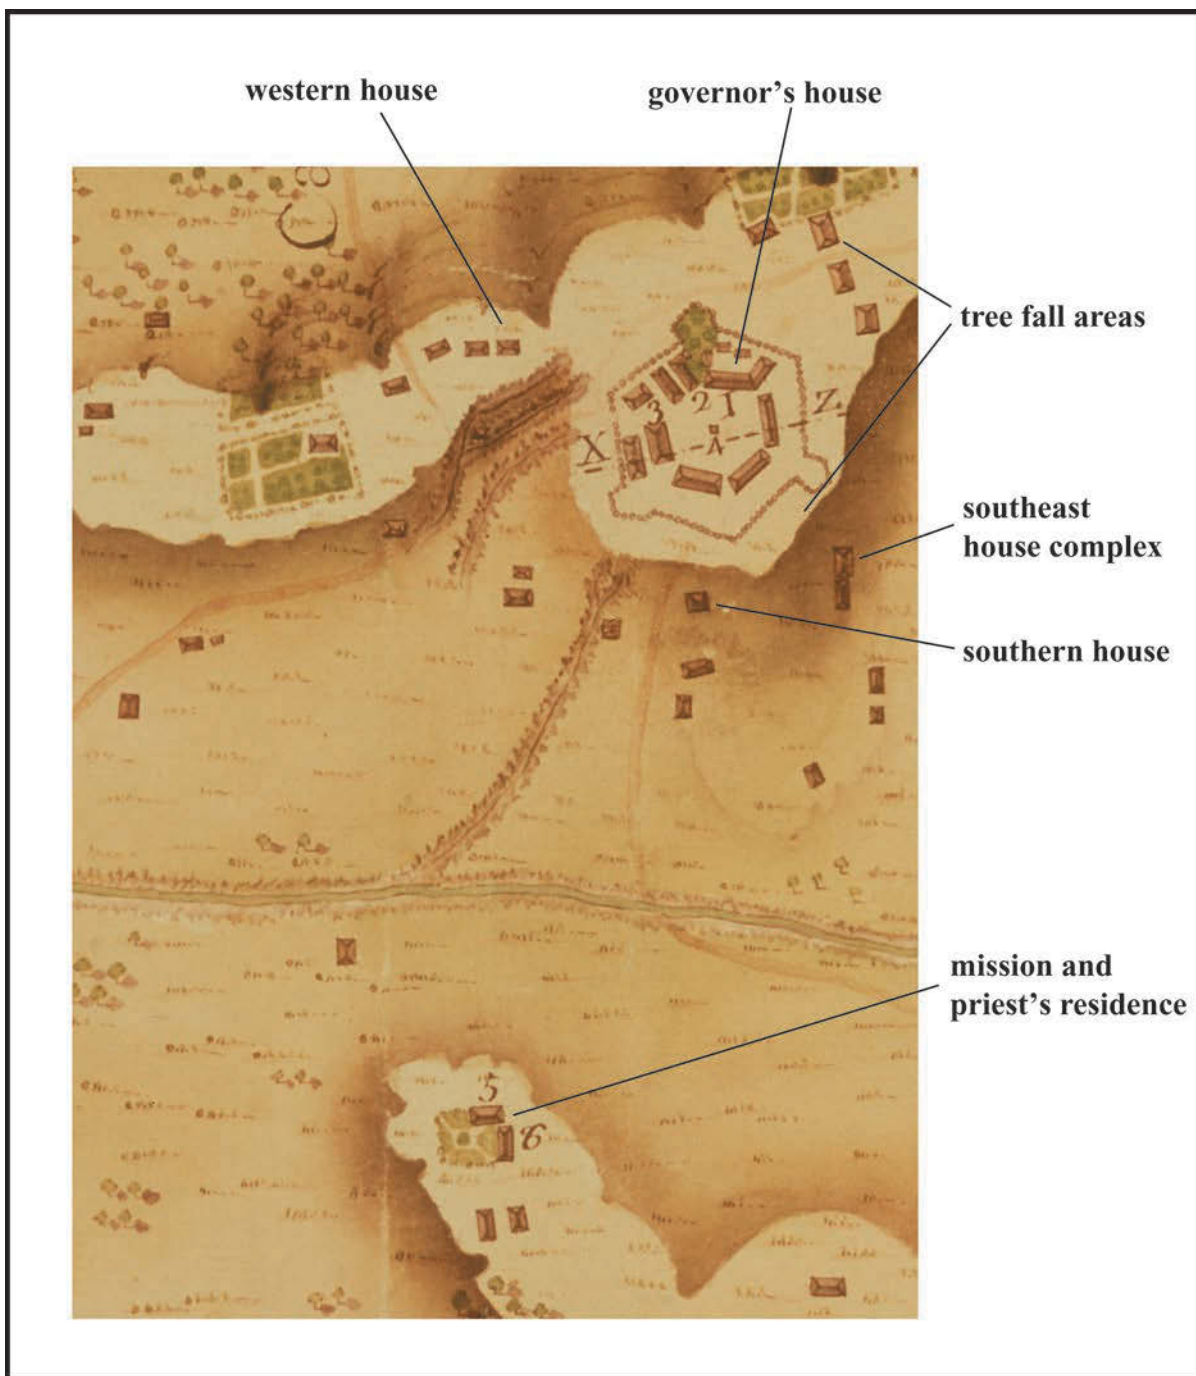 western house
governor's house
tree fall areas
3
2
1
Z
X
4
southeast
house complex
southern house
mission and
priest's residence
5
6